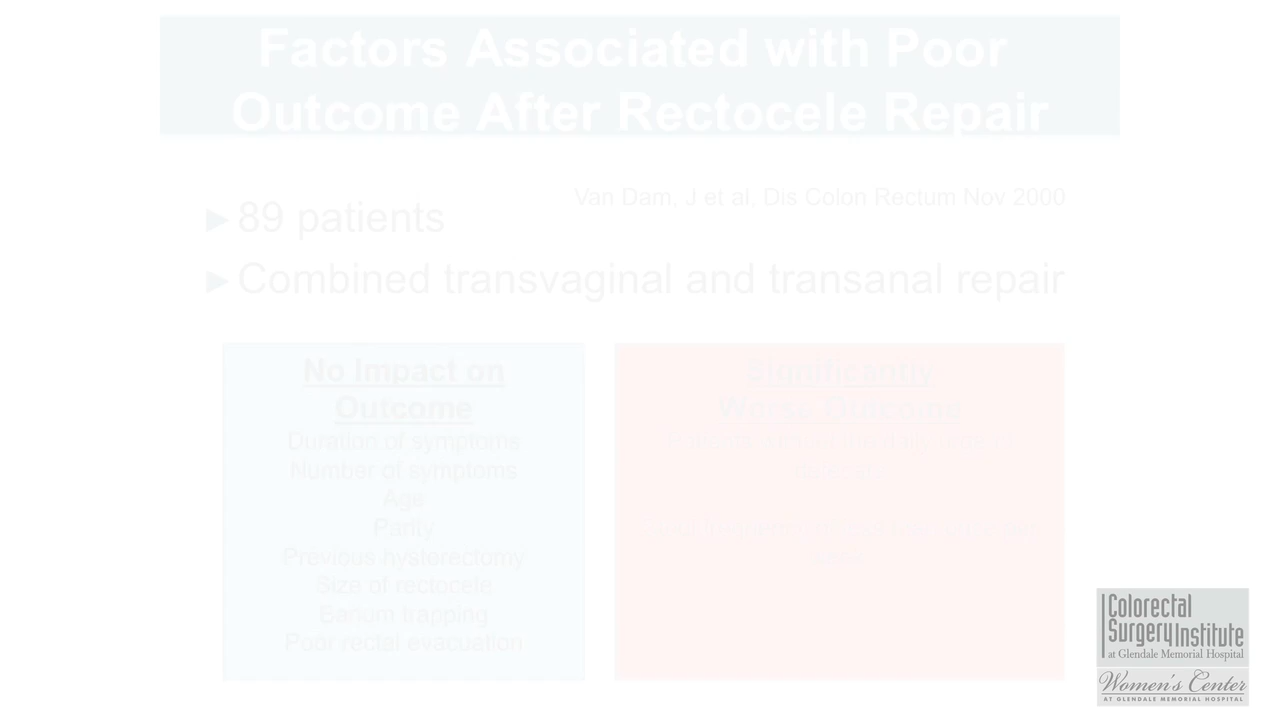 Factors Associated with Poor
Outcome After Rectocele Repair
Van Dam, J et al, Dis Colon Rectum Nov 2000
►89 patients
►Combined transvaginal and transanal repair
No Impact on
Outcome
Duration of symptoms
Number of symptoms
Age
Parity
Previous hysterectomy
Size of rectocele
Barium trapping
Poor rectal evacuation
Significantly
Worse Outcome
Colorectal
Surgery Institute
at Glendale Memorial Hospital
Women's Center
AT GLENDALE MEMORIAL HOSPITAL